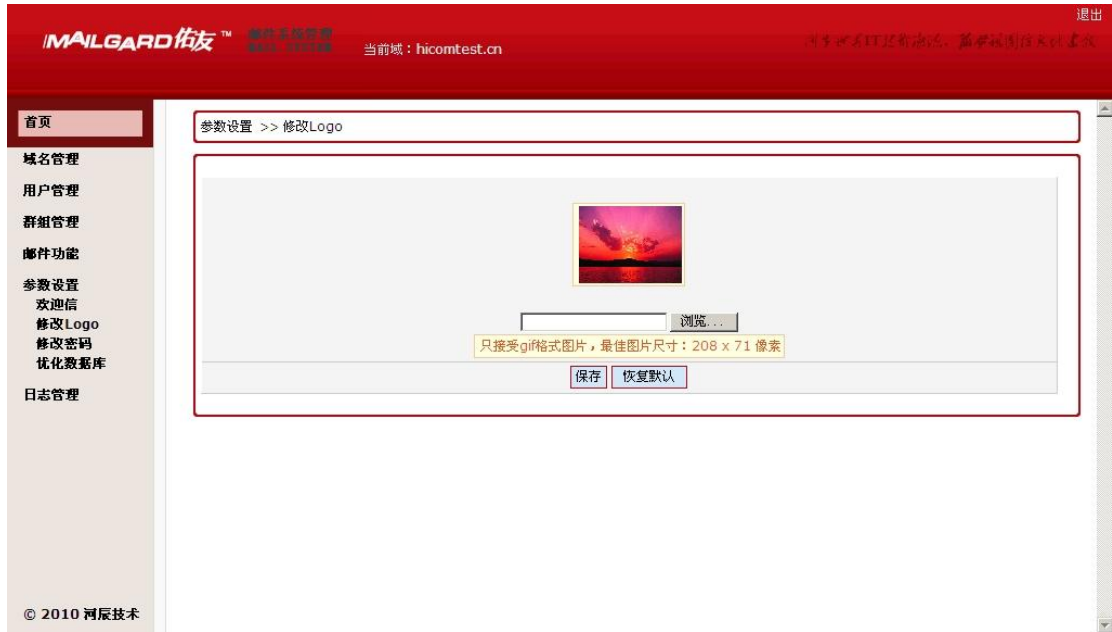 退出
MAILGARD佑友™
当前域：hicomtest.cn
首页
域名管理
用户管理
群组管理
邮件功能
参数设置
欢迎信
修改Logo
修改密码
优化数据库
日志管理
© 2010 河辰技术
参数设置 >> 修改Logo
浏览...
只接受gif格式图片，最佳图片尺寸：208 x 71 像素
保存
恢复默认